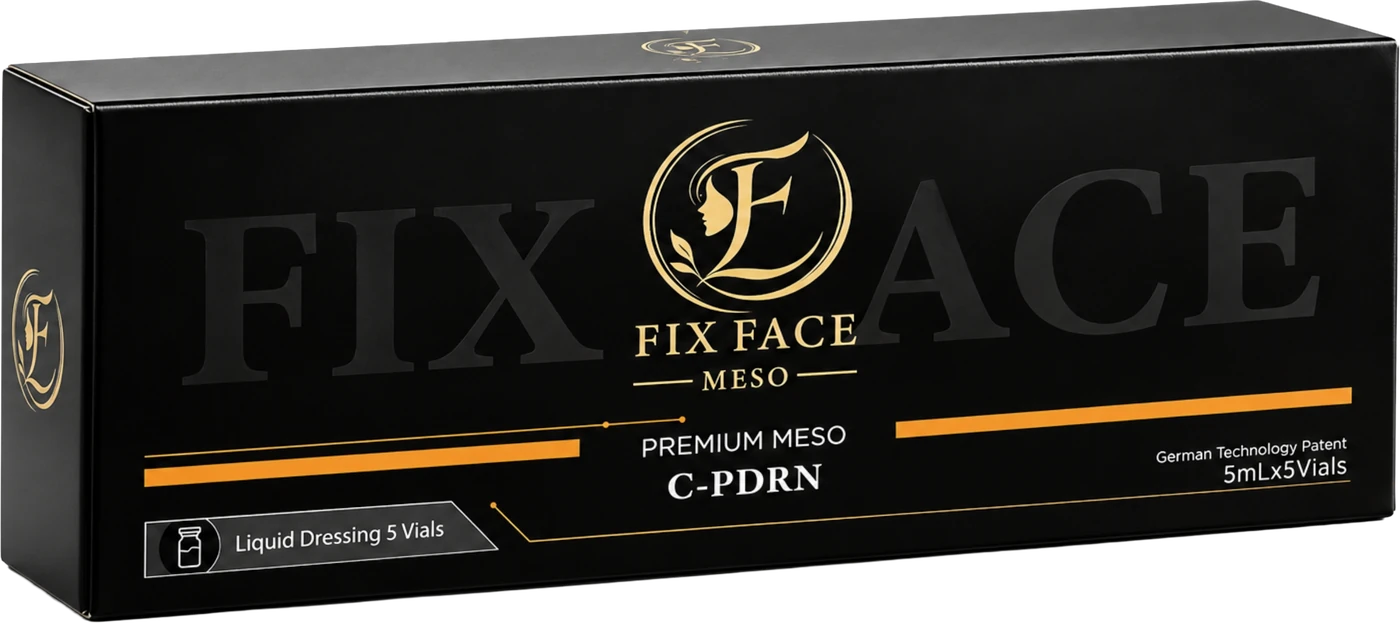 FIX FACE
FIX FACE
MESO
PREMIUM MESO
C-PDRN
German Technology Patent
5mLx5Vials
Liquid Dressing 5 Vials